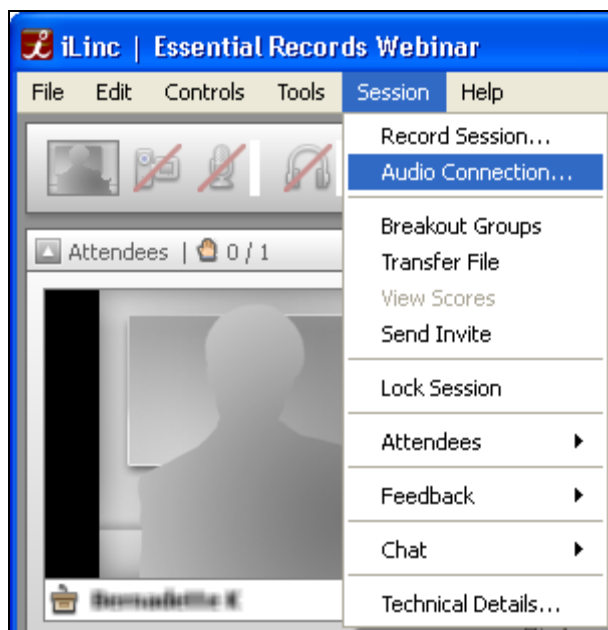 iLinc | Essential Records Webinar
File Edit Controls Tools Session Help
Record Session...
Audio Connection...
Attendees | 0 / 1
Breakout Groups
Transfer File
View Scores
Send Invite
Lock Session
Attendees
Feedback
Chat
Technical Details...